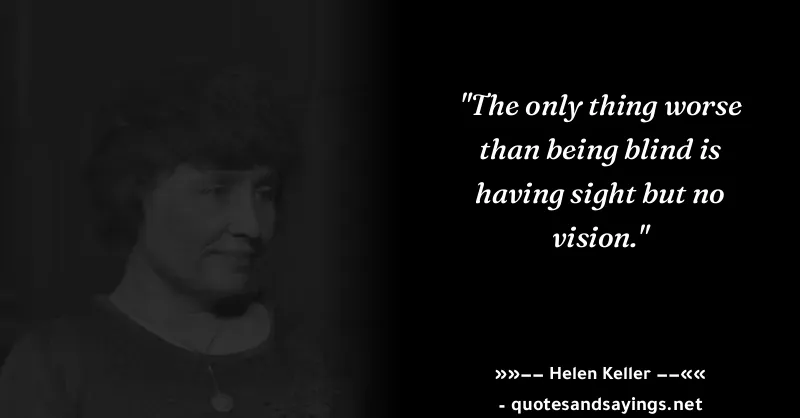 "The only thing worse
than being blind is
having sight but no
vision."
»»−− Helen Keller −−««
- quotesandsayings.net